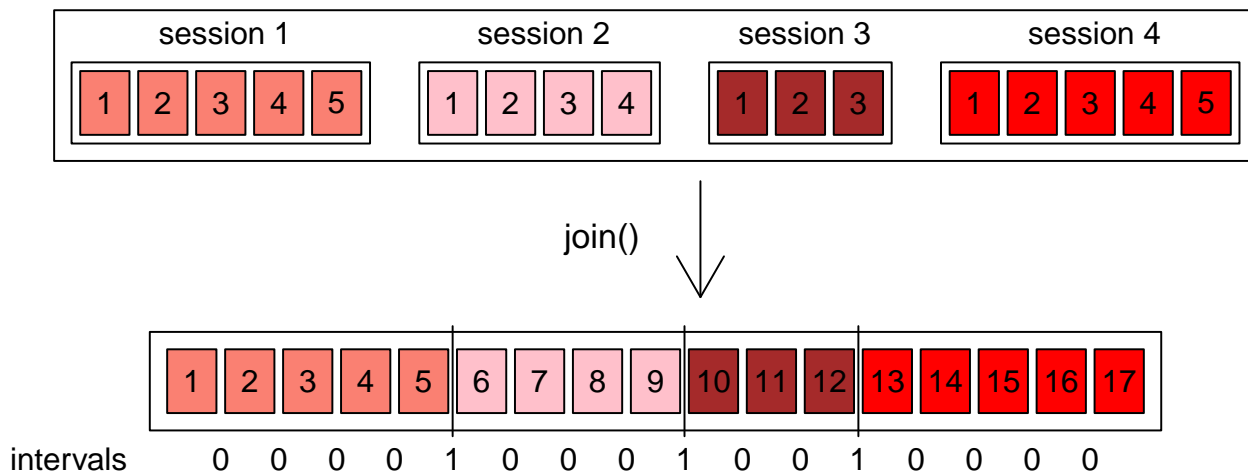 session 1 session 2 session 3 session 4
1 2 3 4 5 1 2 3 4 1 2 3 1 2 3 4 5
join()
1 2 3 4 5 6 7 8 9 10 11 12 13 14 15 16 17
intervals 0 0 0 0 1 0 0 0 1 0 0 1 0 0 0 0